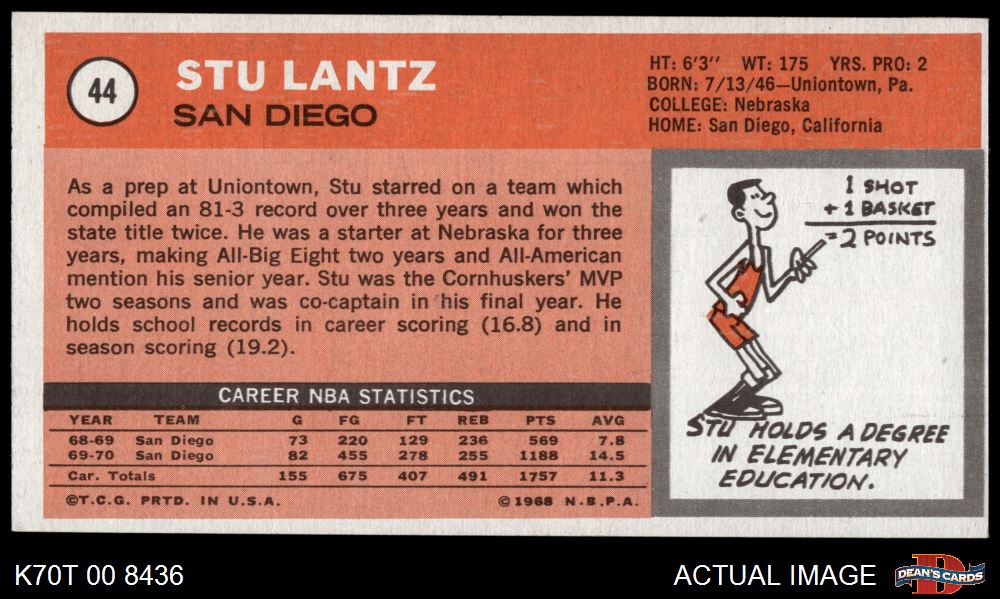 44
STU LANTZ
SAN DIEGO
HT: 6'3" WT: 175 YRS. PRO: 2
BORN: 7/13/46—Uniontown, Pa.
COLLEGE: Nebraska
HOME: San Diego, California
As a prep at Uniontown, Stu starred on a team which
compiled an 81-3 record over three years and won the
state title twice. He was a starter at Nebraska for three
years, making All-Big Eight two years and All-American
mention his senior year. Stu was the Cornhuskers' MVP
two seasons and was co-captain in his final year. He
holds school records in career scoring (16.8) and in
season scoring (19.2).
1 SHOT
+ 1 BASKET
= 2 POINTS
STU HOLDS A DEGREE
IN ELEMENTARY
EDUCATION.
CAREER NBA STATISTICS
YEAR TEAM G FG FT REB PTS AVG
68-69 San Diego 73 220 129 236 569 7.8
69-70 San Diego 82 455 278 255 1188 14.5
Car. Totals 155 675 407 491 1757 11.3
©T.C.G. PRTD. IN U.S.A. ©1968 N.B.P.A.
K70T 00 8436
ACTUAL IMAGE
DEAN'S CARDS